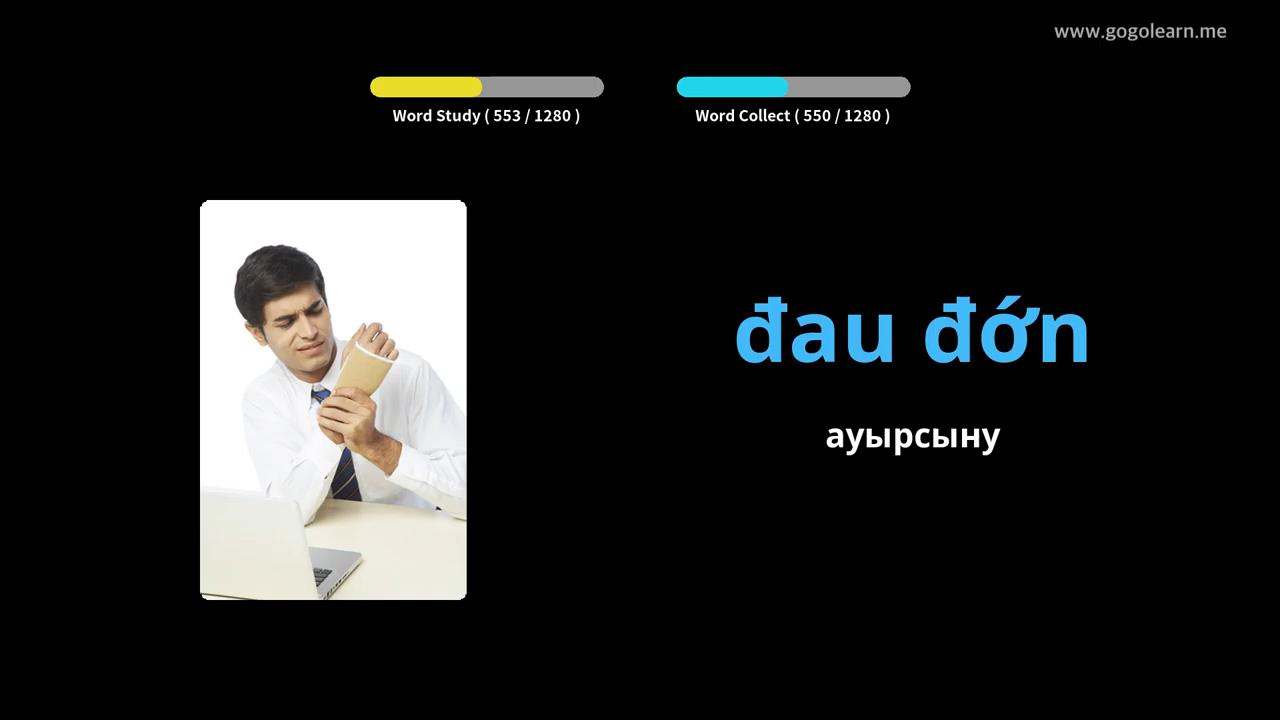 www.gogolearn.me
Word Study ( 553 / 1280 )
Word Collect ( 550 / 1280 )
đau đớn
ауырсыну